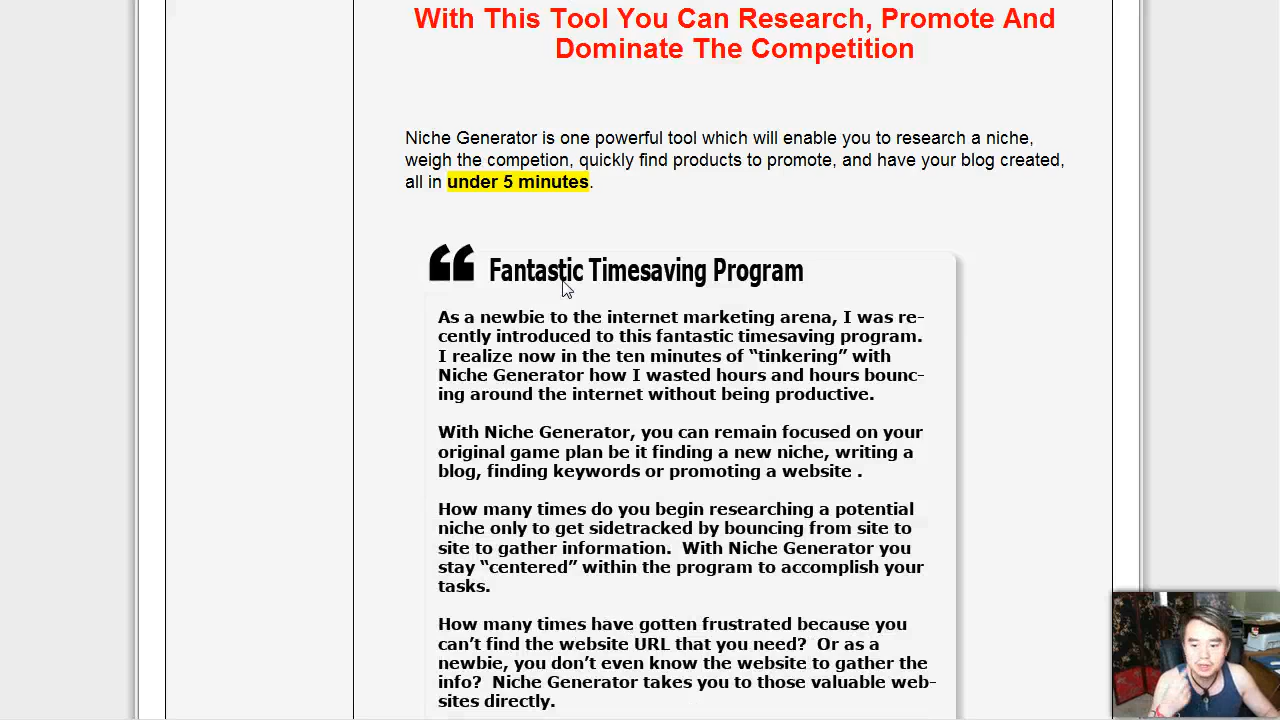 With This Tool You Can Research, Promote And
Dominate The Competition
Niche Generator is one powerful tool which will enable you to research a niche,
weigh the competion, quickly find products to promote, and have your blog created,
all in under 5 minutes.
“ Fantastic Timesaving Program
As a newbie to the internet marketing arena, I was re-
cently introduced to this fantastic timesaving program.
I realize now in the ten minutes of “tinkering” with
Niche Generator how I wasted hours and hours bounc-
ing around the internet without being productive.
With Niche Generator, you can remain focused on your
original game plan be it finding a new niche, writing a
blog, finding keywords or promoting a website .
How many times do you begin researching a potential
niche only to get sidetracked by bouncing from site to
site to gather information.  With Niche Generator you
stay “centered” within the program to accomplish your
tasks.
How many times have gotten frustrated because you
can’t find the website URL that you need?  Or as a
newbie, you don’t even know the website to gather the
info?  Niche Generator takes you to those valuable web-
sites directly.